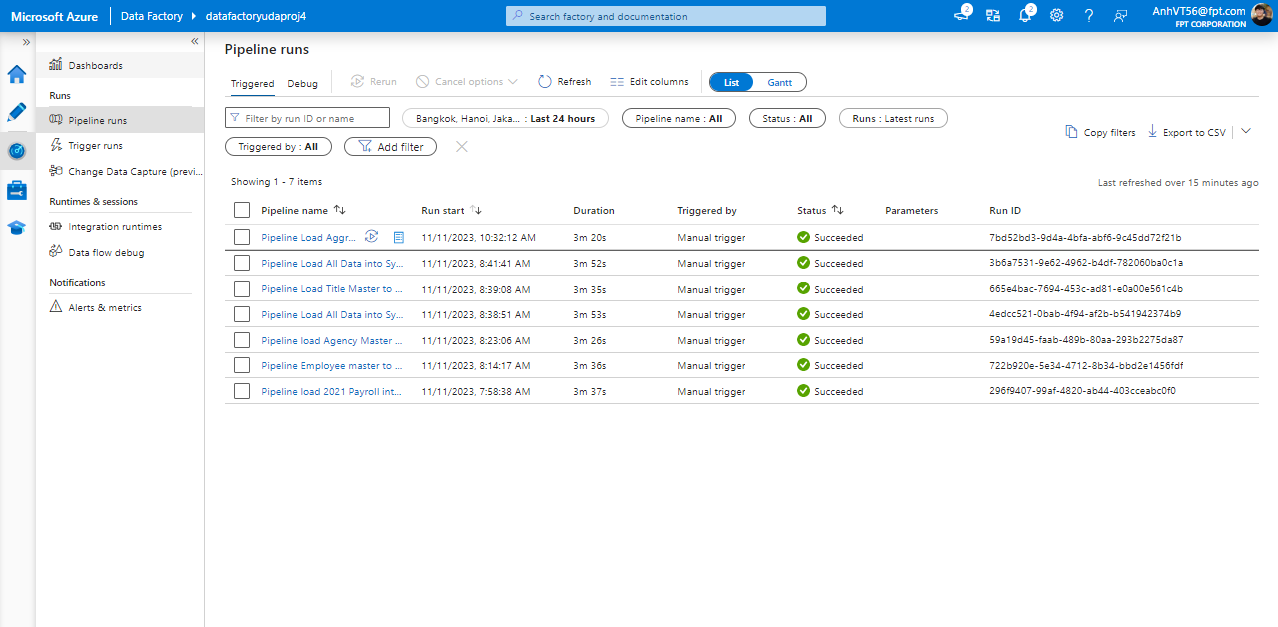 Microsoft Azure
Data Factory
datafactoryudaproj4
Search factory and documentation
2
2
AnhVT56@fpt.com
FPT CORPORATION
Dashboards
Runs
Pipeline runs
Trigger runs
Change Data Capture (previ...
Runtimes & sessions
Integration runtimes
Data flow debug
Notifications
Alerts & metrics
Pipeline runs
Triggered Debug Rerun Cancel options Refresh Edit columns List Gantt
Filter by run ID or name Bangkok, Hanoi, Jaka... : Last 24 hours Pipeline name : All Status : All Runs : Latest runs
Triggered by : All Add filter
Copy filters Export to CSV
Showing 1 - 7 items
Last refreshed over 15 minutes ago
Pipeline name Run start Duration Triggered by Status Parameters Run ID
Pipeline Load Aggr... 11/11/2023, 10:32:12 AM 3m 20s Manual trigger Succeeded 7bd52bd3-9d4a-4bfa-abf6-9c45dd72f21b
Pipeline Load All Data into Sy... 11/11/2023, 8:41:41 AM 3m 52s Manual trigger Succeeded 3b6a7531-9e62-4962-b4df-782060ba0c1a
Pipeline Load Title Master to ... 11/11/2023, 8:39:08 AM 3m 35s Manual trigger Succeeded 665e4bac-7694-453c-ad81-e0a00e561c4b
Pipeline Load All Data into Sy... 11/11/2023, 8:38:51 AM 3m 53s Manual trigger Succeeded 4edcc521-0bab-4f94-af2b-b541942374b9
Pipeline load Agency Master ... 11/11/2023, 8:23:06 AM 3m 26s Manual trigger Succeeded 59a19d45-faab-489b-80aa-293b2275da87
Pipeline Employee master to ... 11/11/2023, 8:14:17 AM 3m 36s Manual trigger Succeeded 722b920e-5e34-4712-8b34-bbd2e1456fdf
Pipeline load 2021 Payroll int... 11/11/2023, 7:58:38 AM 3m 37s Manual trigger Succeeded 296f9407-99af-4820-ab44-403cceabc0f0